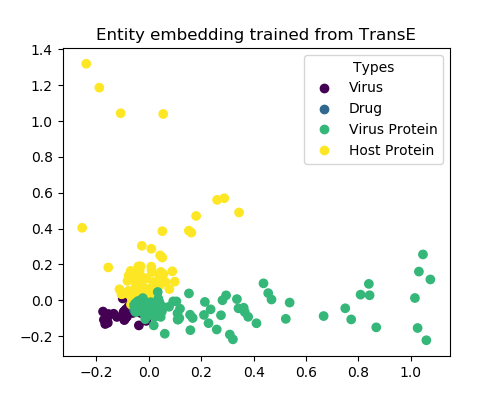 Entity embedding trained from TransE
Types
Virus
Drug
Virus Protein
Host Protein
1.4
1.2
1.0
0.8
0.6
0.4
0.2
0.0
−0.2
−0.2
0.0
0.2
0.4
0.6
0.8
1.0